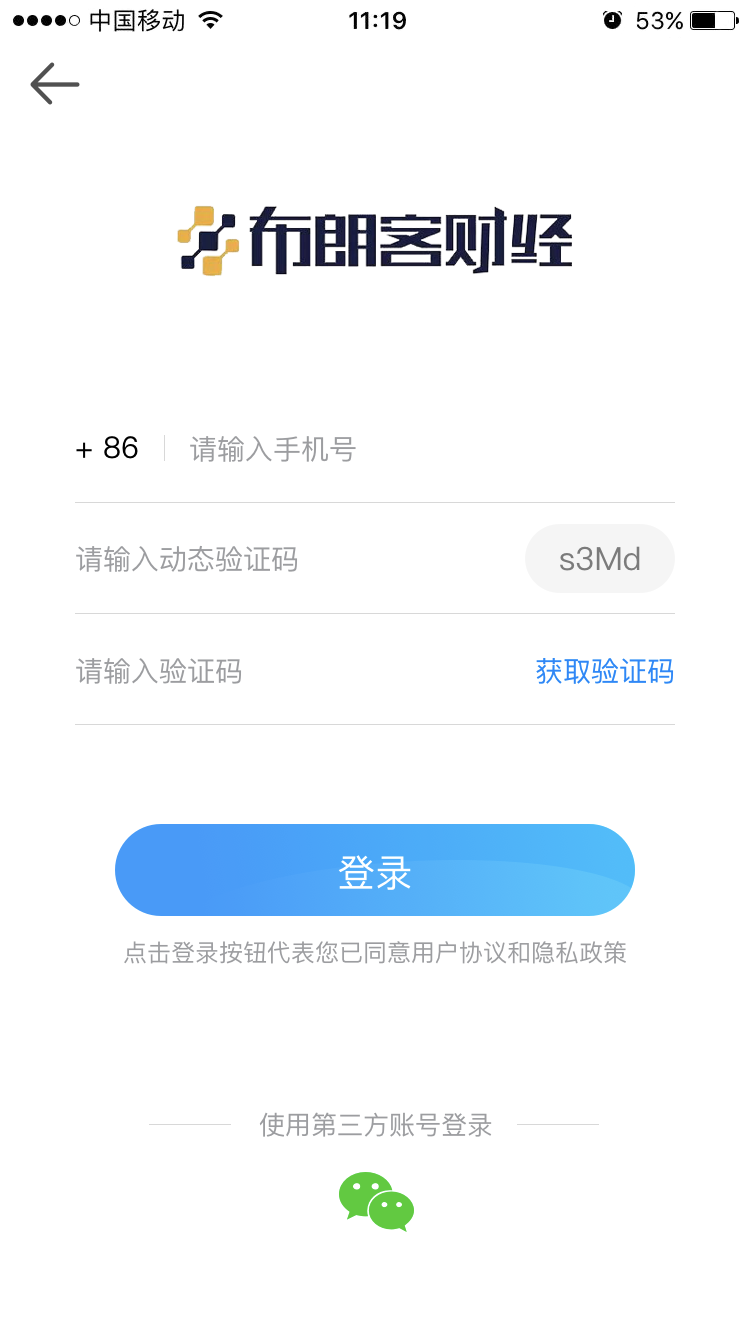 中国移动 11:19 53%
布朗客财经
+ 86 请输入手机号
请输入动态验证码 s3Md
请输入验证码 获取验证码
登录
点击登录按钮代表您已同意用户协议和隐私政策
使用第三方账号登录